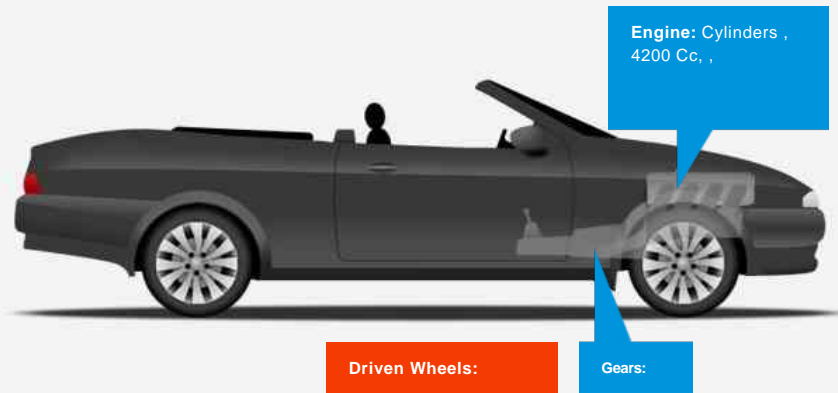 Engine: Cylinders ,
4200 Cc, ,
Driven Wheels:
Gears: